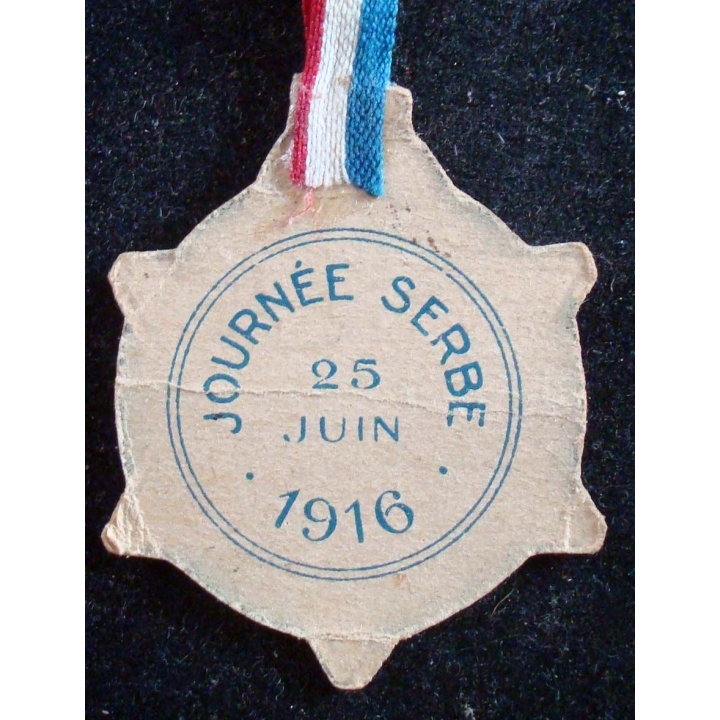 JOURNÉE SERBE
25
JUIN
· 1916 ·